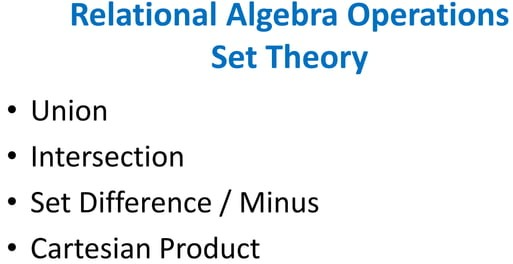 Relational Algebra Operations
Set Theory
• Union
• Intersection
• Set Difference / Minus
• Cartesian Product